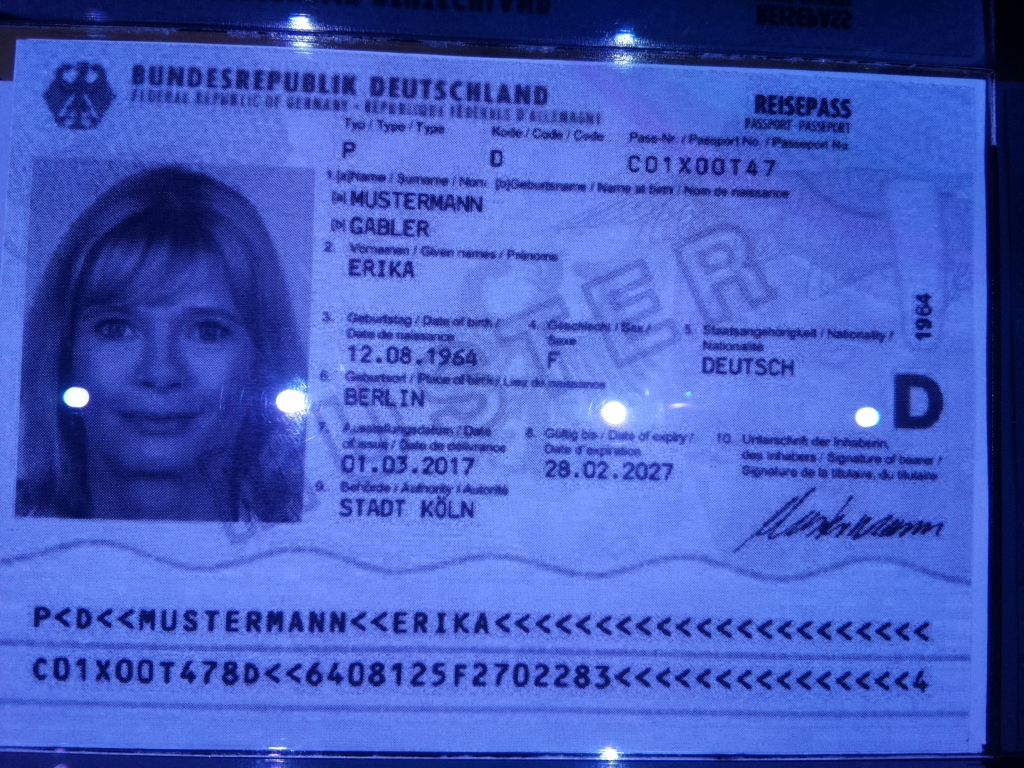 REISEPASS
BUNDESREPUBLIK DEUTSCHLAND
FEDERAL REPUBLIC OF GERMANY · RÉPUBLIQUE FÉDÉRALE D'ALLEMAGNE
REISEPASS
PASSPORT · PASSEPORT
Typ / Type / Type Kode / Code / Code Pass-Nr. / Passport No. / Passeport No.
P D C01X00T47
1.[a]Name / Surname / Nom [b]Geburtsname / Name at birth / Nom de naissance
[a] MUSTERMANN
[b] GABLER
2. Vornamen / Given names / Prénoms
ERIKA
3. Geburtstag / Date of birth / Date de naissance
12.08.1964
4. Geschlecht / Sex / Sexe
F
5. Staatsangehörigkeit / Nationality / Nationalité
DEUTSCH
1964
D
6. Geburtsort / Place of birth / Lieu de naissance
BERLIN
7. Ausstellungsdatum / Date of issue / Date de délivrance
01.03.2017
8. Gültig bis / Date of expiry / Date d'expiration
28.02.2027
9. Behörde / Authority / Autorité
STADT KÖLN
10. Unterschrift der Inhaberin, des Inhabers / Signature of bearer / Signature de la titulaire, du titulaire
Mustermann
MUSTER
P<D<<MUSTERMANN<<ERIKA<<<<<<<<<<<<<<<<<<<<<<
C01X00T478D<<6408125F2702283<<<<<<<<<<<<<<<4